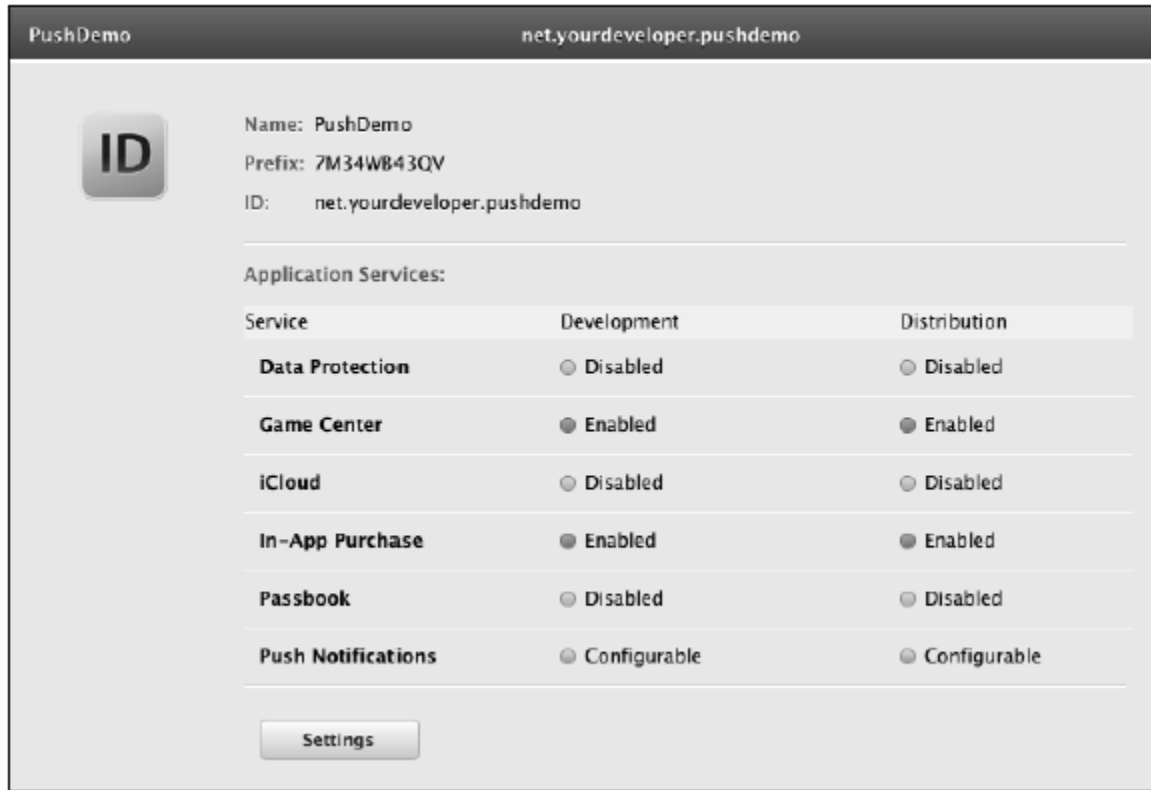 PushDemo net.yourdeveloper.pushdemo
ID
Name: PushDemo
Prefix: 7M34WB43QV
ID: net.yourdeveloper.pushdemo
Application Services:
Service Development Distribution
Data Protection Disabled Disabled
Game Center Enabled Enabled
iCloud Disabled Disabled
In-App Purchase Enabled Enabled
Passbook Disabled Disabled
Push Notifications Configurable Configurable
Settings